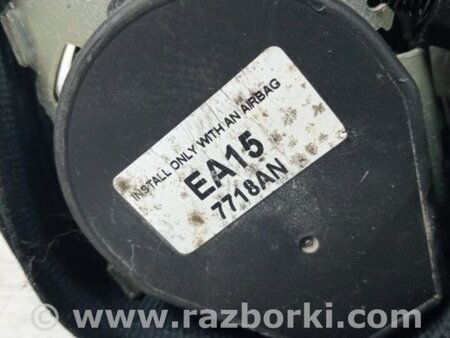 INSTALL ONLY WITH AN AIRBAG
EA15
7718AN
www.razborki.com